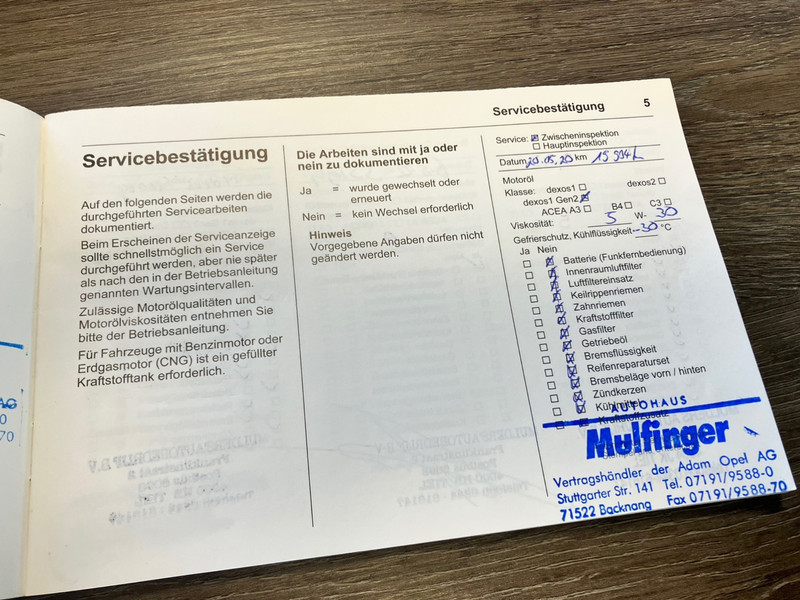 Servicebestätigung 5
Servicebestätigung
Auf den folgenden Seiten werden die
durchgeführten Servicearbeiten
dokumentiert.
Beim Erscheinen der Serviceanzeige
sollte schnellstmöglich ein Service
durchgeführt werden, aber nie später
als nach den in der Betriebsanleitung
genannten Wartungsintervallen.
Zulässige Motorölqualitäten und
Motorölviskositäten entnehmen Sie
bitte der Betriebsanleitung.
Für Fahrzeuge mit Benzinmotor oder
Erdgasmotor (CNG) ist ein gefüllter
Kraftstofftank erforderlich.
Die Arbeiten sind mit ja oder
nein zu dokumentieren
Ja = wurde gewechselt oder
erneuert
Nein = kein Wechsel erforderlich
Hinweis
Vorgegebene Angaben dürfen nicht
geändert werden.
Service: Zwischeninspektion
Hauptinspektion
Datum 20.05.20 km
Motoröl
Klasse: dexos1 dexos2
dexos1 Gen2
ACEA A3 B4 C3
Viskosität: 5 W- 30
Gefrierschutz, Kühlflüssigkeit -30 °C
Ja Nein
Batterie (Funkfernbedienung)
Innenraumluftfilter
Luftfiltereinsatz
Keilrippenriemen
Zahnriemen
Kraftstofffilter
Gasfilter
Getriebeöl
Bremsflüssigkeit
Reifenreparaturset
Bremsbeläge vorn / hinten
Zündkerzen
Kühlmittel
Kraftstoffzusatz
AUTOHAUS
Mulfinger
Vertragshändler der Adam Opel AG
Stuttgarter Str. 141 Tel. 07191/9588-0
71522 Backnang Fax 07191/9588-70
AG
0
70